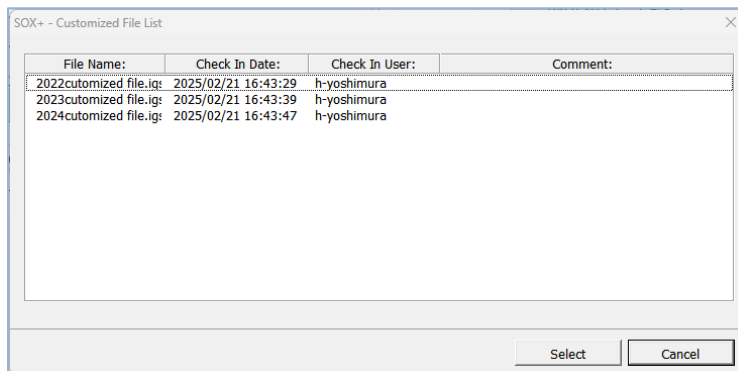 SOX+ - Customized File List
File Name: Check In Date: Check In User: Comment:
2022cutomized file.igs 2025/02/21 16:43:29 h-yoshimura
2023cutomized file.igs 2025/02/21 16:43:39 h-yoshimura
2024cutomized file.igs 2025/02/21 16:43:47 h-yoshimura
Select Cancel